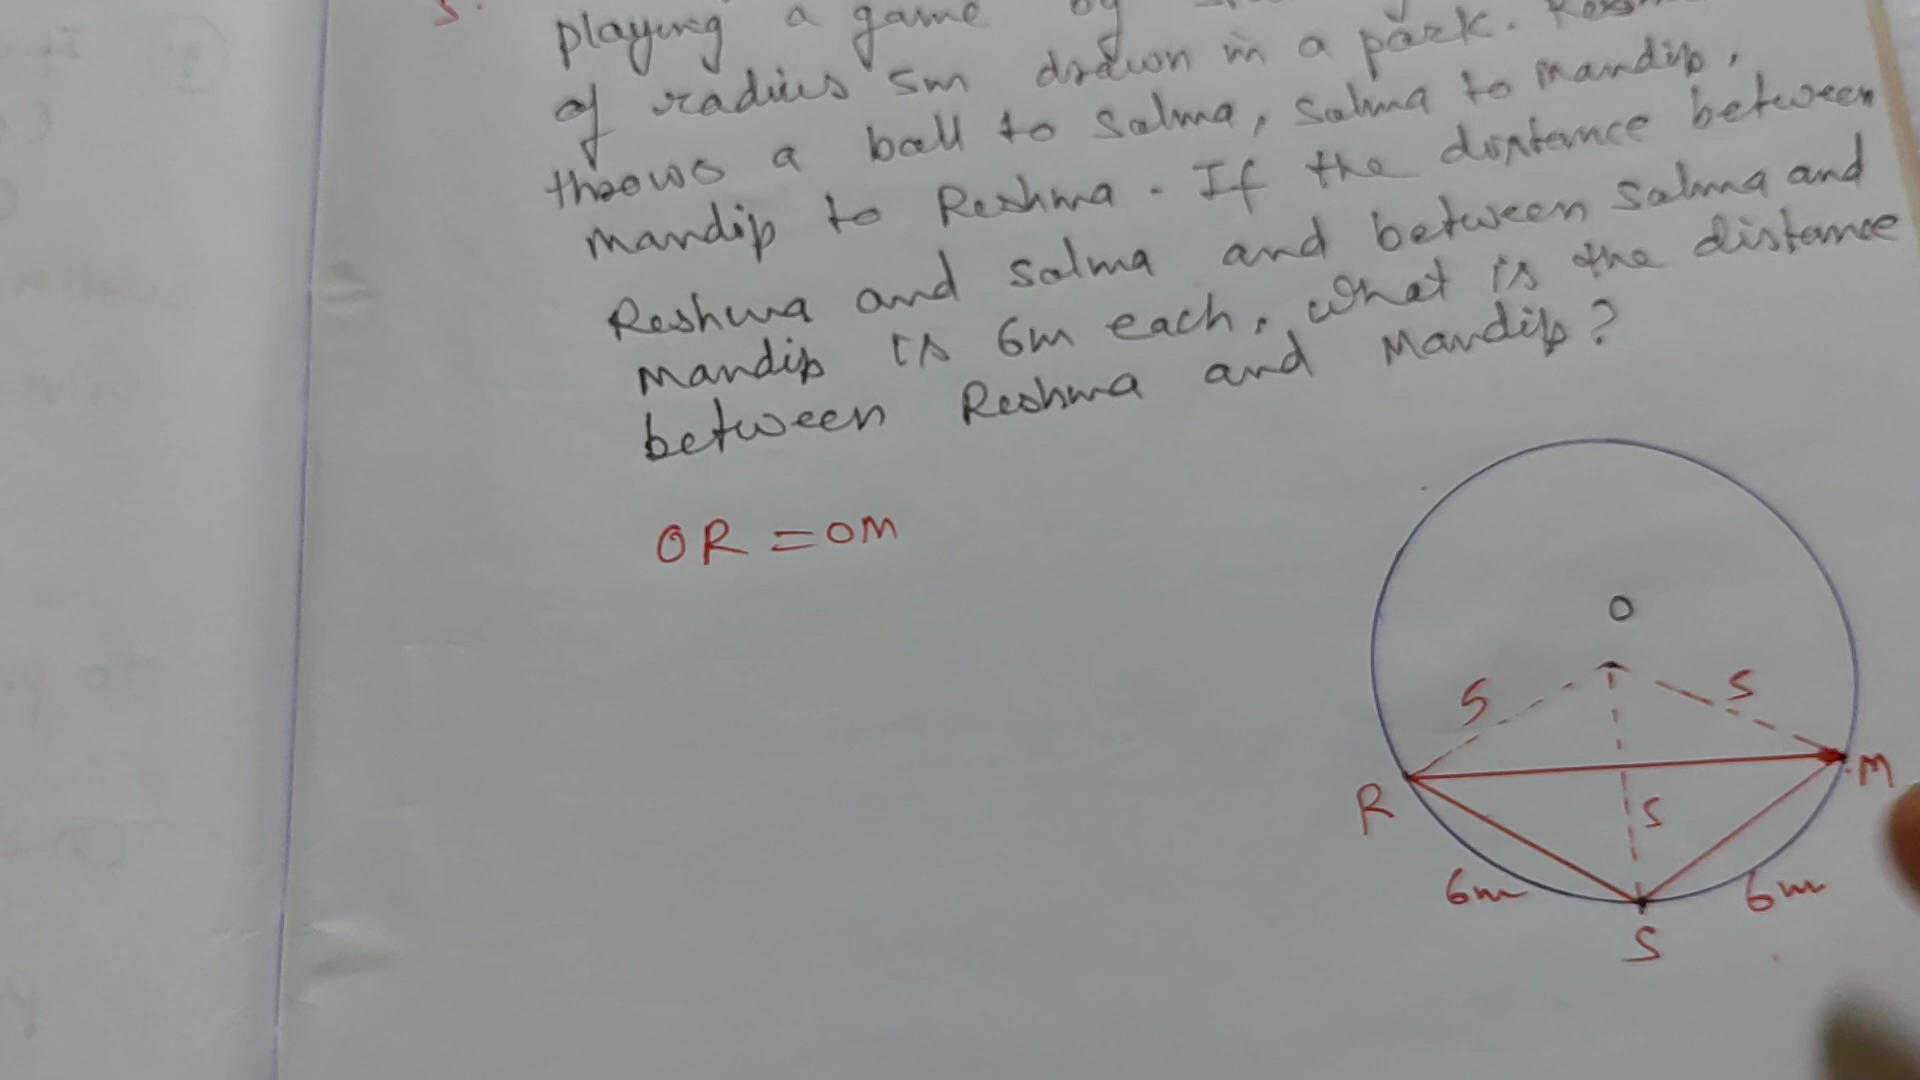 playing a game by
of radius 5m drawn in a park.
throws a ball to Salma, Salma to Mandip,
Mandip to Reshma. If the distance between
Reshma and Salma and between Salma and
Mandip is 6m each, what is the distance
between Reshma and Mandip?
OR = OM
O
5 5
R M
5
6m 6m
S